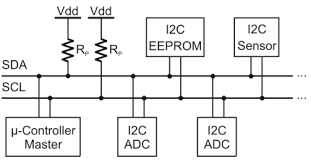 Vdd Vdd
I2C
EEPROM
I2C
Sensor
RP
RP
SDA
SCL
...
...
µ-Controller
Master
I2C
ADC
I2C
ADC